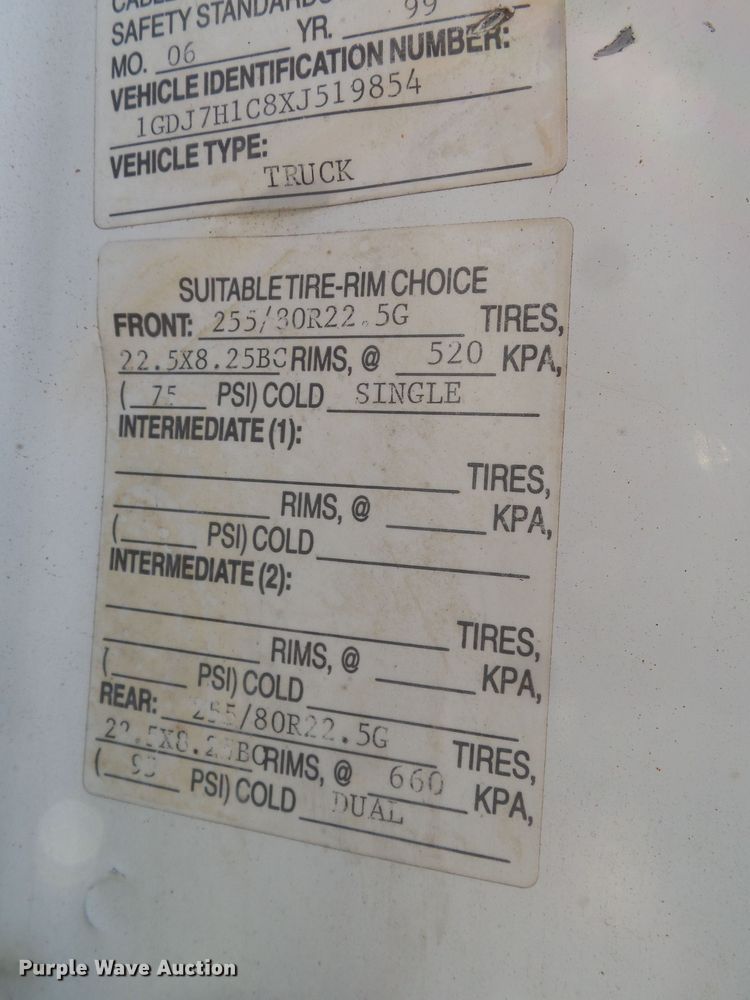 SAFETY STANDARDS
MO. 06 YR. 99
VEHICLE IDENTIFICATION NUMBER:
1GDJ7H1C8XJ519854
VEHICLE TYPE:
TRUCK
SUITABLE TIRE-RIM CHOICE
FRONT: 255/80R22.5G TIRES,
22.5X8.25BC RIMS, @ 520 KPA,
( 75 PSI) COLD SINGLE
INTERMEDIATE (1):
TIRES,
RIMS, @ KPA,
( PSI) COLD
INTERMEDIATE (2):
TIRES,
RIMS, @ KPA,
( PSI) COLD
REAR: 255/80R22.5G TIRES,
22.5X8.25BC RIMS, @ 660 KPA,
( PSI) COLD DUAL
Purple Wave Auction